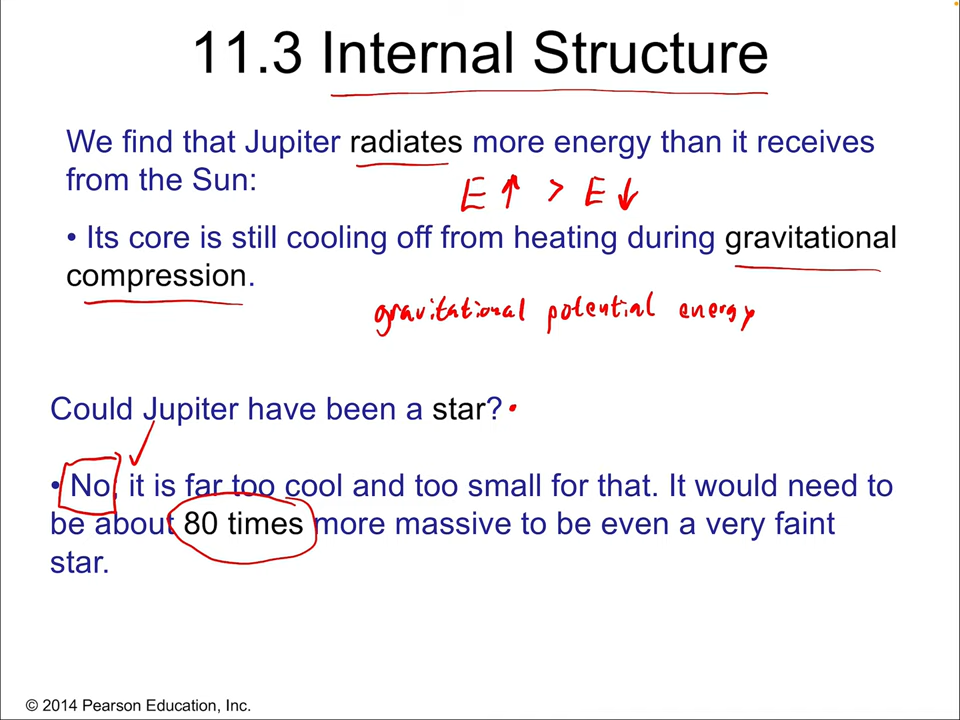 11.3 Internal Structure
We find that Jupiter radiates more energy than it receives
from the Sun:
E ↑ > E ↓
• Its core is still cooling off from heating during gravitational
compression.
gravitational potential energy
Could Jupiter have been a star?
• No, it is far too cool and too small for that. It would need to
be about 80 times more massive to be even a very faint
star.
© 2014 Pearson Education, Inc.